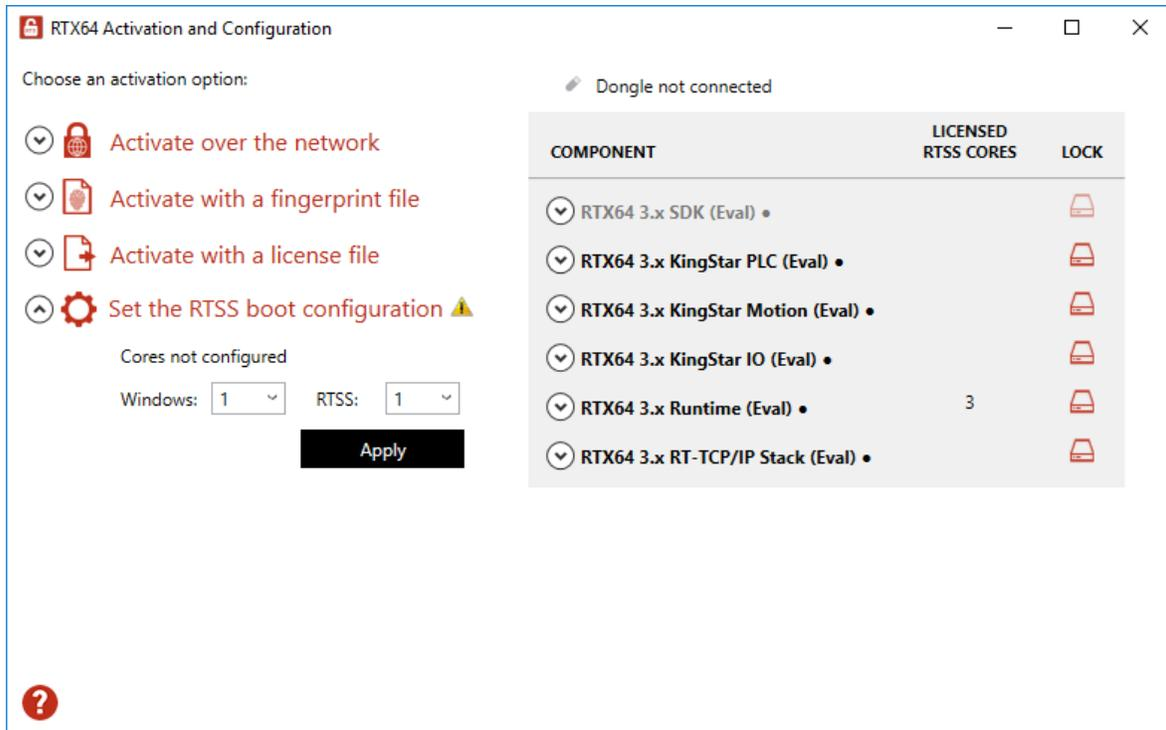 RTX64 Activation and Configuration
Choose an activation option:
Activate over the network
Activate with a fingerprint file
Activate with a license file
Set the RTSS boot configuration
Cores not configured
Windows: 1 RTSS: 1
Apply
Dongle not connected
COMPONENT LICENSED RTSS CORES LOCK
RTX64 3.x SDK (Eval) •
RTX64 3.x KingStar PLC (Eval) •
RTX64 3.x KingStar Motion (Eval) •
RTX64 3.x KingStar IO (Eval) •
RTX64 3.x Runtime (Eval) • 3
RTX64 3.x RT-TCP/IP Stack (Eval) •
?